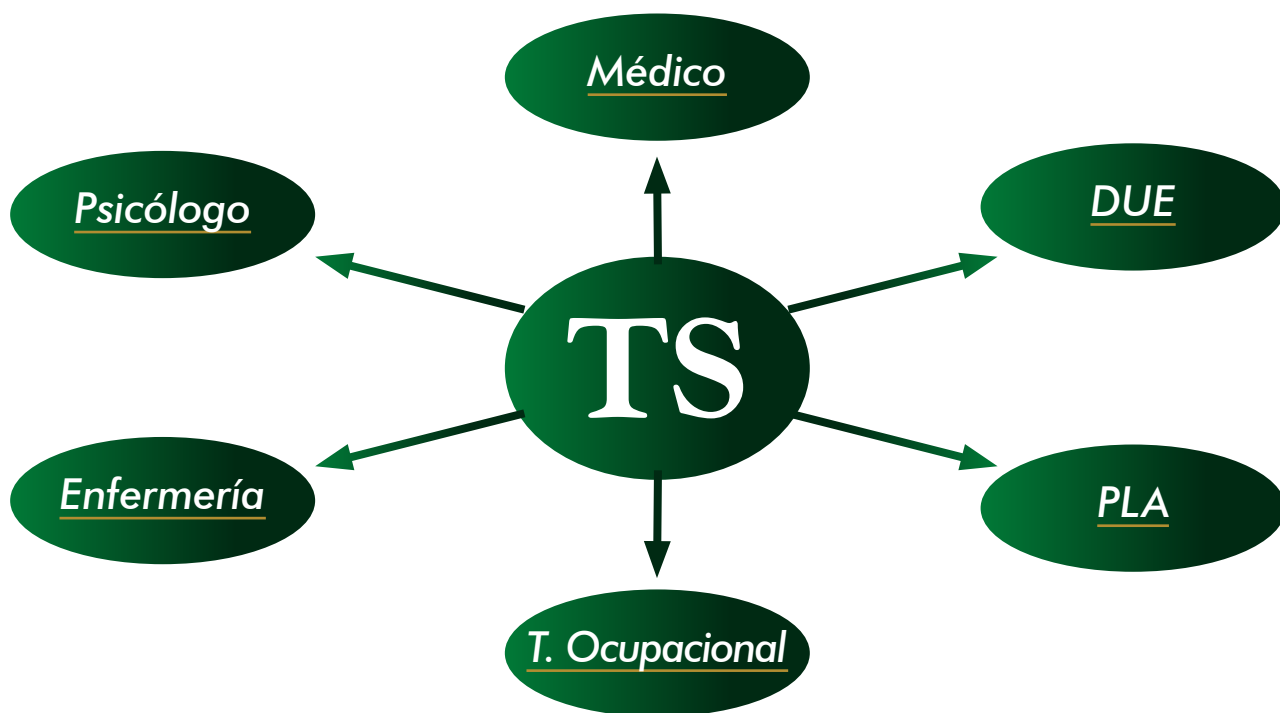 Médico
Psicólogo
DUE
TS
Enfermería
PLA
T. Ocupacional